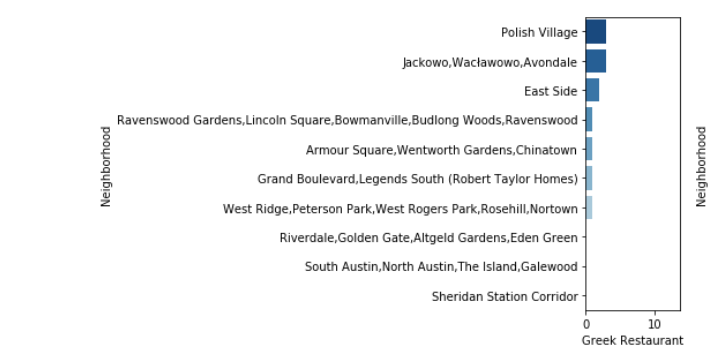 Neighborhood
Polish Village
Jackowo,Wacławowo,Avondale
East Side
Ravenswood Gardens,Lincoln Square,Bowmanville,Budlong Woods,Ravenswood
Armour Square,Wentworth Gardens,Chinatown
Grand Boulevard,Legends South (Robert Taylor Homes)
West Ridge,Peterson Park,West Rogers Park,Rosehill,Nortown
Riverdale,Golden Gate,Altgeld Gardens,Eden Green
South Austin,North Austin,The Island,Galewood
Sheridan Station Corridor
0 10
Greek Restaurant
Neighborhood